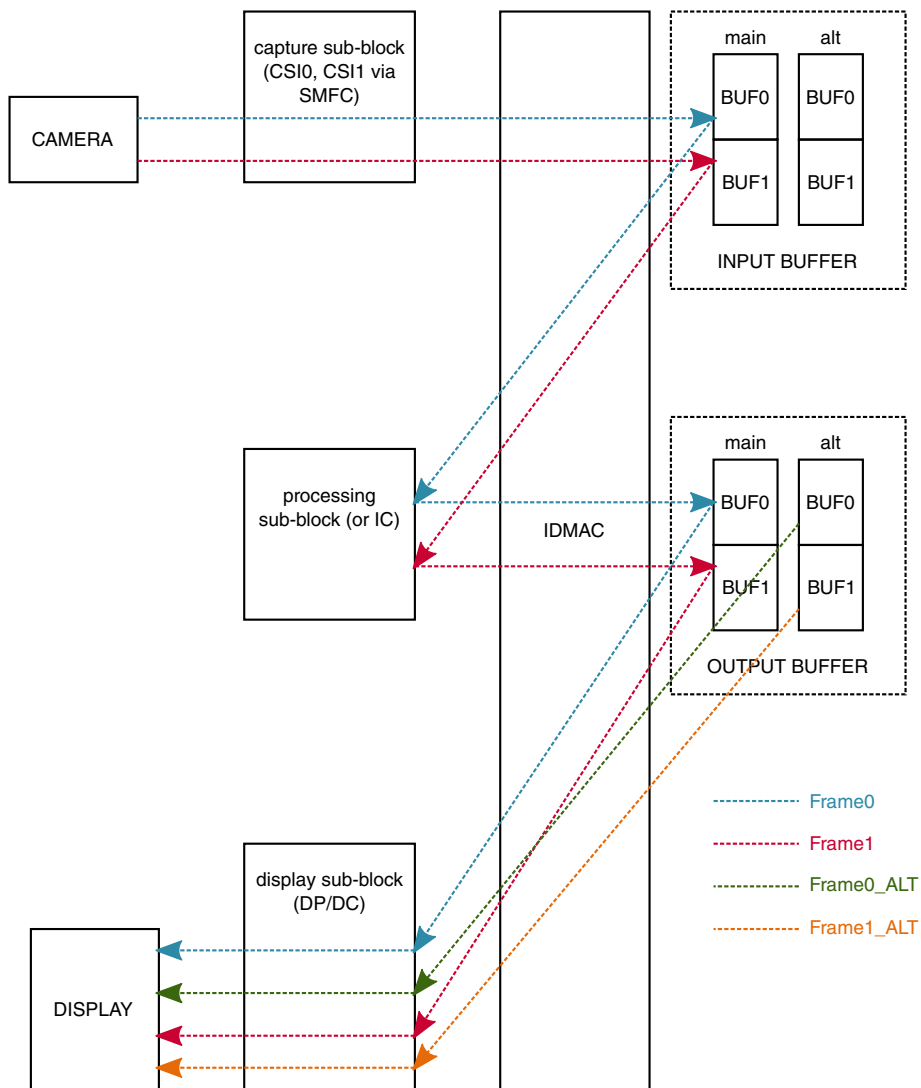 capture sub-block
(CSI0, CSI1 via
SMFC)
CAMERA
main
alt
BUF0
BUF0
BUF1
BUF1
INPUT BUFFER
processing
sub-block (or IC)
IDMAC
main
alt
BUF0
BUF0
BUF1
BUF1
OUTPUT BUFFER
Frame0
Frame1
Frame0_ALT
Frame1_ALT
display sub-block
(DP/DC)
DISPLAY